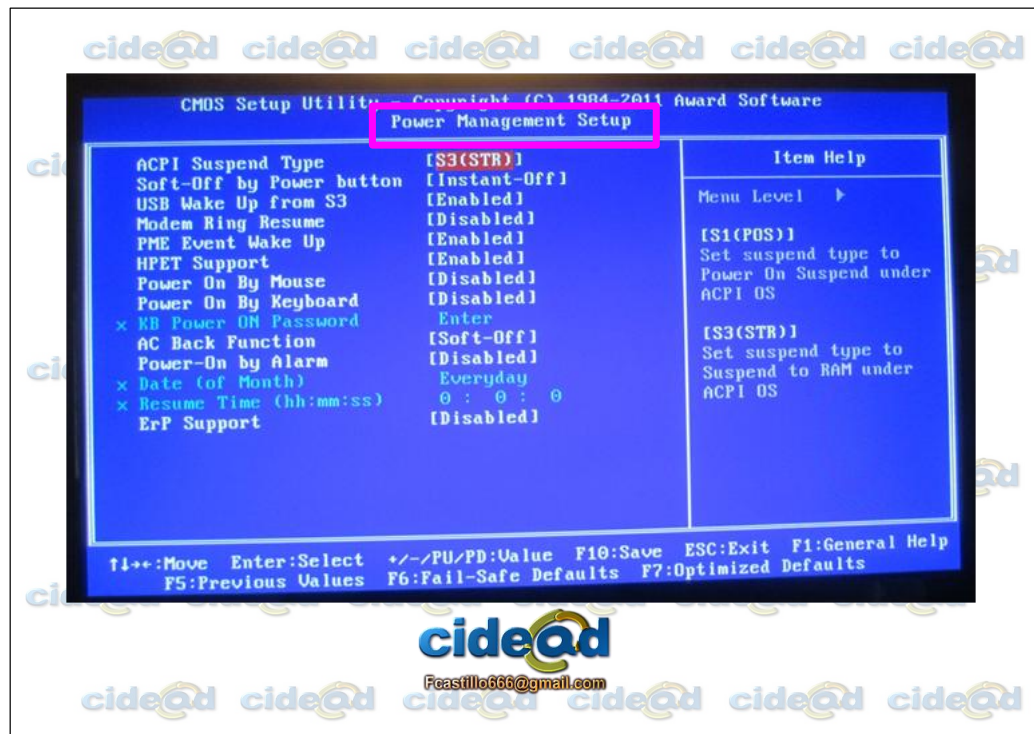 cidead cidead cidead cidead cidead cidead
CMOS Setup Utility - Copyright (C) 1984-2011 Award Software
Power Management Setup
ACPI Suspend Type [S3(STR)]
Soft-Off by Power button [Instant-Off]
USB Wake Up from S3 [Enabled]
Modem Ring Resume [Disabled]
PME Event Wake Up [Enabled]
HPET Support [Enabled]
Power On By Mouse [Disabled]
Power On By Keyboard [Disabled]
x KB Power ON Password Enter
AC Back Function [Soft-Off]
Power-On by Alarm [Disabled]
x Date (of Month) Everyday
x Resume Time (hh:mm:ss) 0 : 0 : 0
ErP Support [Disabled]
Item Help
Menu Level ▶
[S1(POS)]
Set suspend type to
Power On Suspend under
ACPI OS
[S3(STR)]
Set suspend type to
Suspend to RAM under
ACPI OS
↑↓→←:Move Enter:Select +/-/PU/PD:Value F10:Save ESC:Exit F1:General Help
F5:Previous Values F6:Fail-Safe Defaults F7:Optimized Defaults
cidead
Fcastillo666@gmail.com
cidead cidead cidead cidead cidead cidead